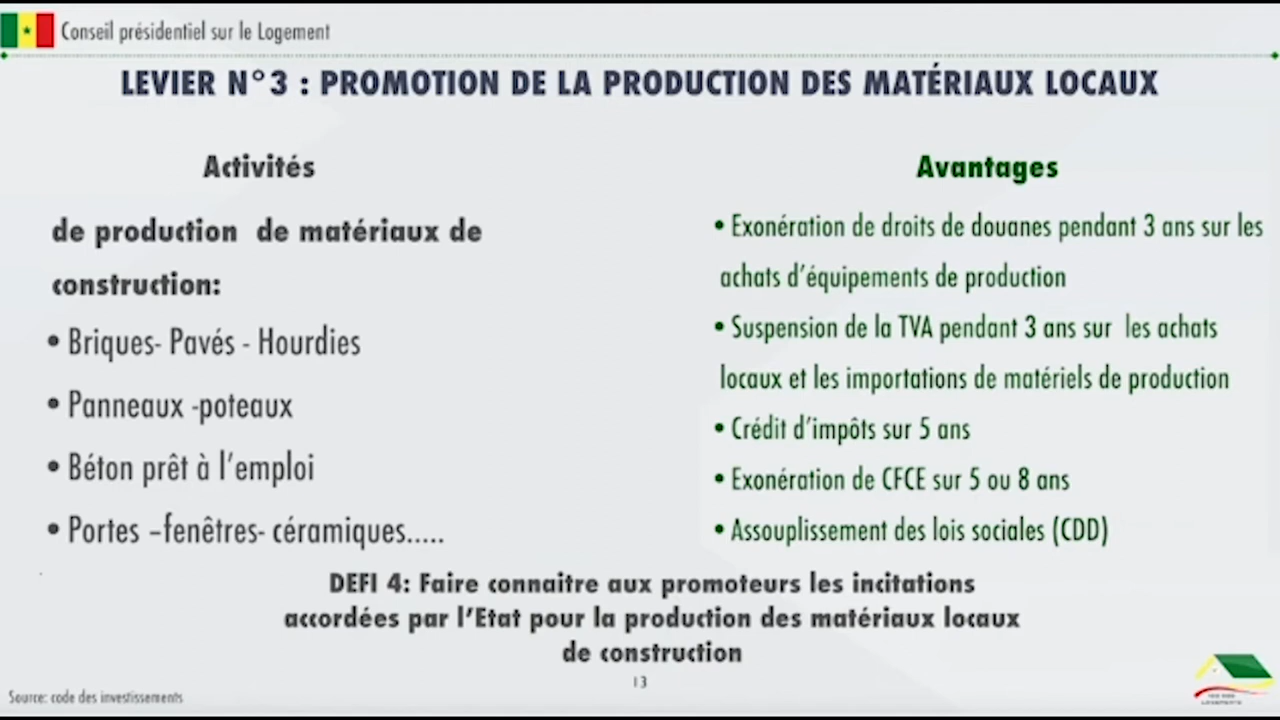 Conseil présidentiel sur le Logement
LEVIER N°3 : PROMOTION DE LA PRODUCTION DES MATÉRIAUX LOCAUX
Activités
de production de matériaux de
construction:
• Briques- Pavés - Hourdies
• Panneaux -poteaux
• Béton prêt à l'emploi
• Portes –fenêtres- céramiques.....
Avantages
• Exonération de droits de douanes pendant 3 ans sur les
achats d'équipements de production
• Suspension de la TVA pendant 3 ans sur les achats
locaux et les importations de matériels de production
• Crédit d'impôts sur 5 ans
• Exonération de CFCE sur 5 ou 8 ans
• Assouplissement des lois sociales (CDD)
DEFI 4: Faire connaitre aux promoteurs les incitations
accordées par l'Etat pour la production des matériaux locaux
de construction
13
Source: code des investissements